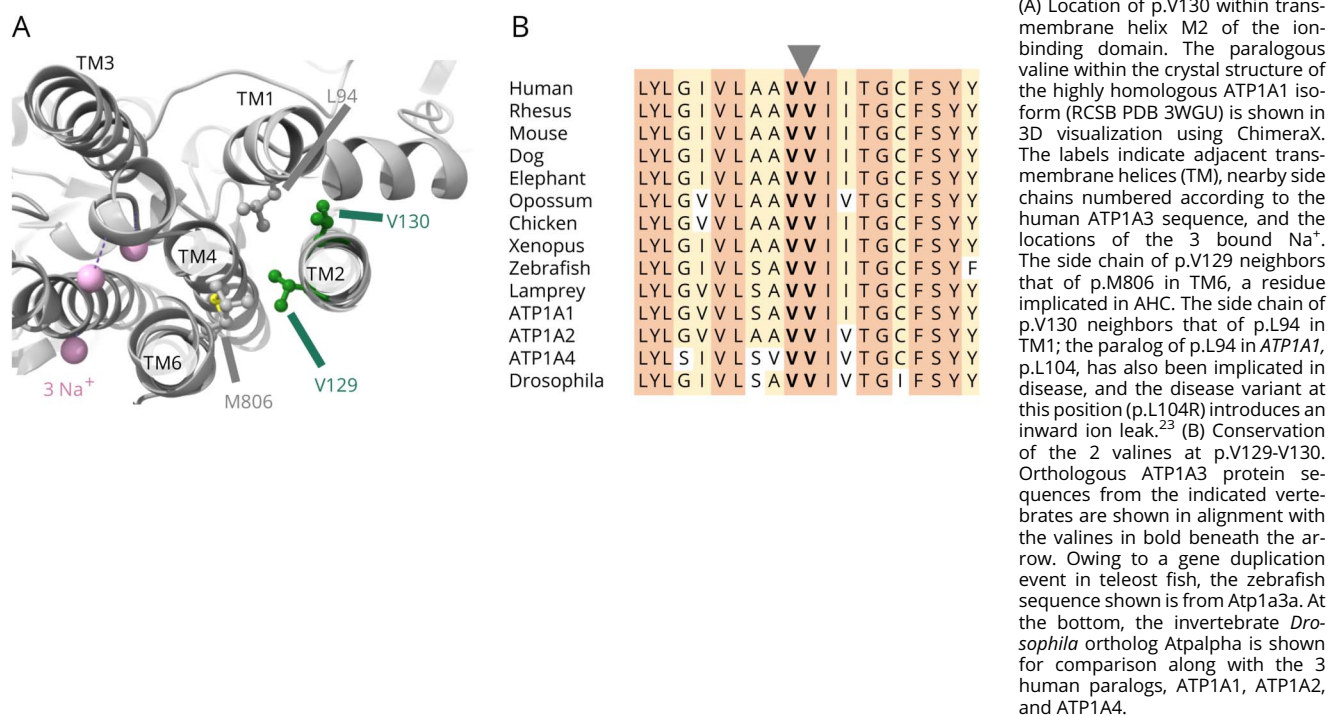 A
TM3
TM1
L94
V130
TM4
TM2
TM6
3 Na+
V129
M806
B
Human LYLGIVLAAVVIITGCFSYY
Rhesus LYLGIVLAAVVIITGCFSYY
Mouse LYLGIVLAAVVIITGCFSYY
Dog LYLGIVLAAVVIITGCFSYY
Elephant LYLGIVLAAVVIITGCFSYY
Opossum LYLGVVLAAVVIVTGCFSYY
Chicken LYLGVVLAAVVIITGCFSYY
Xenopus LYLGIVLAAVVIITGCFSYY
Zebrafish LYLGIVLSAVVIITGCFSYF
Lamprey LYLGVVLSAVVIITGCFSYY
ATP1A1 LYLGVVLSAVVIITGCFSYY
ATP1A2 LYLGVVLAAVVIVTGCFSYY
ATP1A4 LYLSIVLSVVVIVTGCFSYY
Drosophila LYLGIVLSAVVIVTGIFSYY
(A) Location of p.V130 within trans-
membrane helix M2 of the ion-
binding domain. The paralogous
valine within the crystal structure of
the highly homologous ATP1A1 iso-
form (RCSB PDB 3WGU) is shown in
3D visualization using ChimeraX.
The labels indicate adjacent trans-
membrane helices (TM), nearby side
chains numbered according to the
human ATP1A3 sequence, and the
locations of the 3 bound Na+.
The side chain of p.V129 neighbors
that of p.M806 in TM6, a residue
implicated in AHC. The side chain of
p.V130 neighbors that of p.L94 in
TM1; the paralog of p.L94 in ATP1A1,
p.L104, has also been implicated in
disease, and the disease variant at
this position (p.L104R) introduces an
inward ion leak.23 (B) Conservation
of the 2 valines at p.V129-V130.
Orthologous ATP1A3 protein se-
quences from the indicated verte-
brates are shown in alignment with
the valines in bold beneath the ar-
row. Owing to a gene duplication
event in teleost fish, the zebrafish
sequence shown is from Atp1a3a. At
the bottom, the invertebrate Dro-
sophila ortholog Atpalpha is shown
for comparison along with the 3
human paralogs, ATP1A1, ATP1A2,
and ATP1A4.